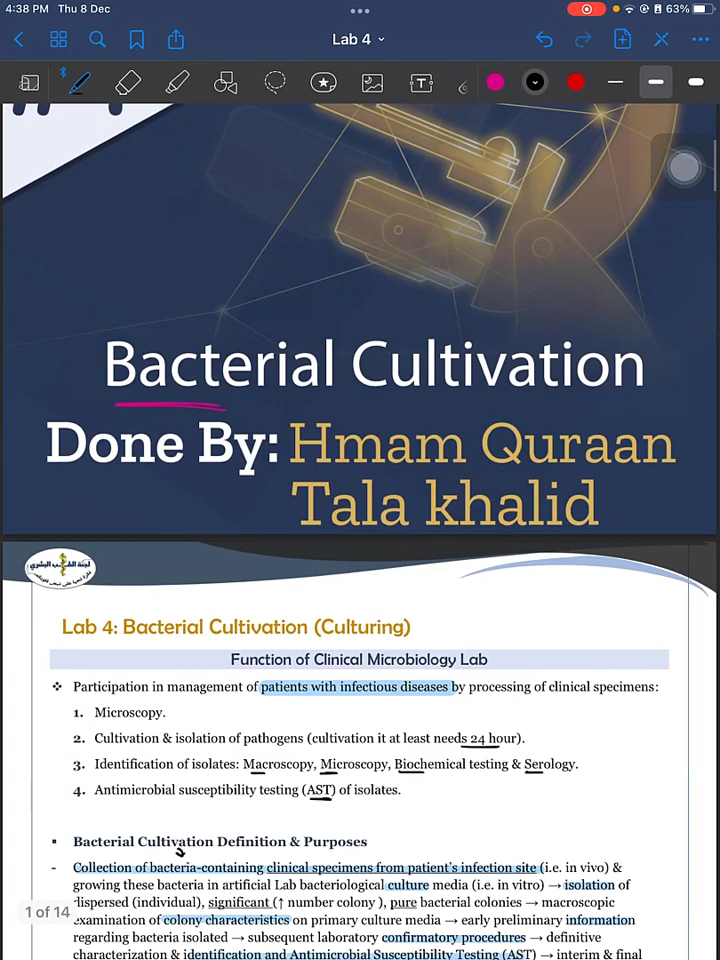 4:38 PM Thu 8 Dec
63%
Lab 4
Bacterial Cultivation
Done By: Hmam Quraan
Tala khalid
Lab 4: Bacterial Cultivation (Culturing)
Function of Clinical Microbiology Lab
❖ Participation in management of patients with infectious diseases by processing of clinical specimens:
1. Microscopy.
2. Cultivation & isolation of pathogens (cultivation it at least needs 24 hour).
3. Identification of isolates: Macroscopy, Microscopy, Biochemical testing & Serology.
4. Antimicrobial susceptibility testing (AST) of isolates.
▪ Bacterial Cultivation Definition & Purposes
- Collection of bacteria-containing clinical specimens from patient's infection site (i.e. in vivo) &
growing these bacteria in artificial Lab bacteriological culture media (i.e. in vitro) → isolation of
dispersed (individual), significant (↑ number colony ), pure bacterial colonies → macroscopic
1 of 14
examination of colony characteristics on primary culture media → early preliminary information
regarding bacteria isolated → subsequent laboratory confirmatory procedures → definitive
characterization & identification and Antimicrobial Susceptibility Testing (AST) → interim & final